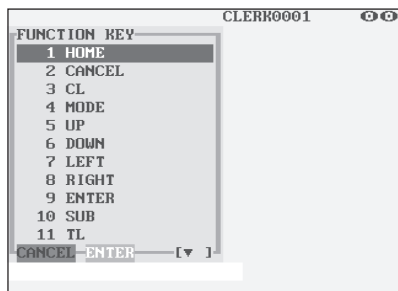 CLERK0001
FUNCTION KEY
1 HOME
2 CANCEL
3 CL
4 MODE
5 UP
6 DOWN
7 LEFT
8 RIGHT
9 ENTER
10 SUB
11 TL
CANCEL ENTER [▼ ]